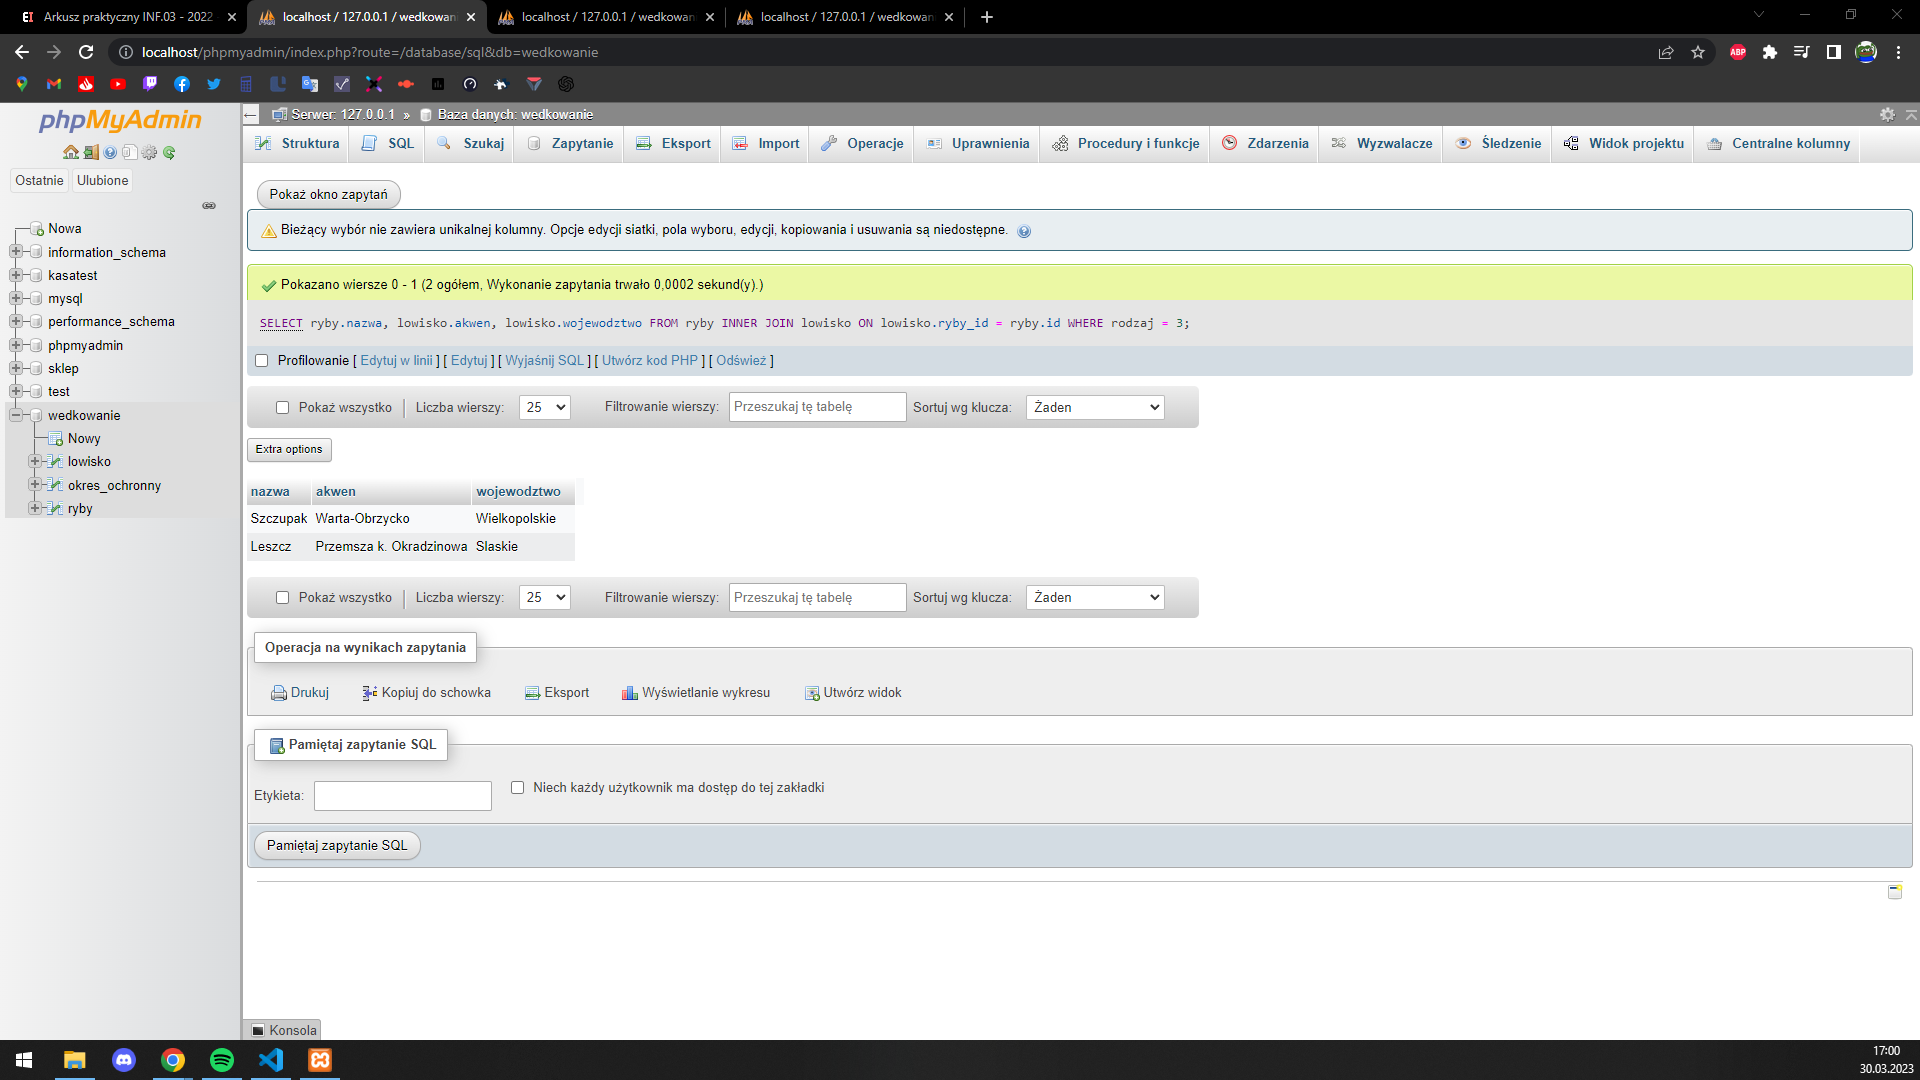 Arkusz praktyczny INF.03 - 2022
localhost / 127.0.0.1 / wedkowan
localhost / 127.0.0.1 / wedkowan
localhost / 127.0.0.1 / wedkowan
localhost/phpmyadmin/index.php?route=/database/sql&db=wedkowanie
ABP
phpMyAdmin
Ostatnie
Ulubione
Nowa
information_schema
kasatest
mysql
performance_schema
phpmyadmin
sklep
test
wedkowanie
Nowy
lowisko
okres_ochronny
ryby
Serwer: 127.0.0.1 » Baza danych: wedkowanie
Struktura SQL Szukaj Zapytanie Eksport Import Operacje Uprawnienia Procedury i funkcje Zdarzenia Wyzwalacze Śledzenie Widok projektu Centralne kolumny
Pokaż okno zapytań
Bieżący wybór nie zawiera unikalnej kolumny. Opcje edycji siatki, pola wyboru, edycji, kopiowania i usuwania są niedostępne.
Pokazano wiersze 0 - 1 (2 ogółem, Wykonanie zapytania trwało 0,0002 sekund(y).)
SELECT ryby.nazwa, lowisko.akwen, lowisko.wojewodztwo FROM ryby INNER JOIN lowisko ON lowisko.ryby_id = ryby.id WHERE rodzaj = 3;
Profilowanie [ Edytuj w linii ] [ Edytuj ] [ Wyjaśnij SQL ] [ Utwórz kod PHP ] [ Odśwież ]
Pokaż wszystko | Liczba wierszy: 25 Filtrowanie wierszy: Przeszukaj tę tabelę Sortuj wg klucza: Żaden
Extra options
nazwa akwen wojewodztwo
Szczupak Warta-Obrzycko Wielkopolskie
Leszcz Przemsza k. Okradzinowa Slaskie
Pokaż wszystko | Liczba wierszy: 25 Filtrowanie wierszy: Przeszukaj tę tabelę Sortuj wg klucza: Żaden
Operacja na wynikach zapytania
Drukuj Kopiuj do schowka Eksport Wyświetlanie wykresu Utwórz widok
Pamiętaj zapytanie SQL
Etykieta: Niech każdy użytkownik ma dostęp do tej zakładki
Pamiętaj zapytanie SQL
Konsola
17:00
30.03.2023